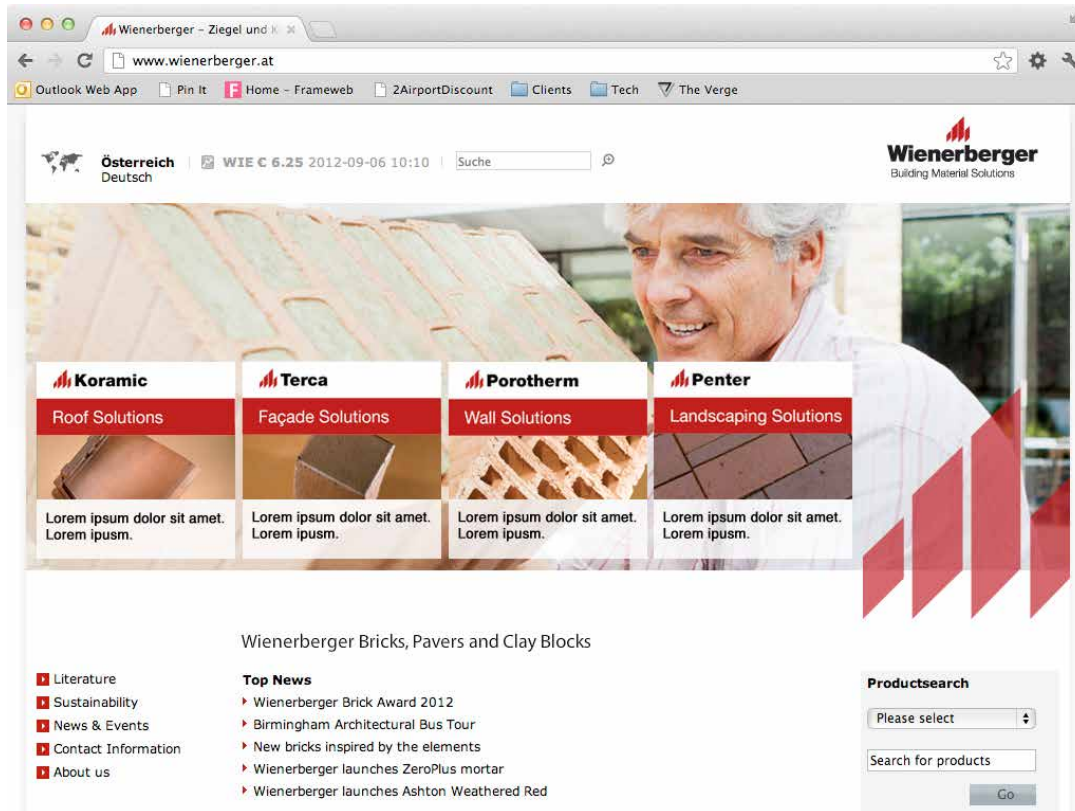 Wienerberger – Ziegel und K
www.wienerberger.at
Outlook Web App
Pin It
Home – Frameweb
2AirportDiscount
Clients
Tech
The Verge
Österreich
Deutsch
WIE € 6.25 2012-09-06 10:10
Suche
Wienerberger
Building Material Solutions
Koramic
Roof Solutions
Lorem ipsum dolor sit amet.
Lorem ipusm.
Terca
Façade Solutions
Lorem ipsum dolor sit amet.
Lorem ipusm.
Porotherm
Wall Solutions
Lorem ipsum dolor sit amet.
Lorem ipusm.
Penter
Landscaping Solutions
Lorem ipsum dolor sit amet.
Lorem ipusm.
Wienerberger Bricks, Pavers and Clay Blocks
Literature
Sustainability
News & Events
Contact Information
About us
Top News
Wienerberger Brick Award 2012
Birmingham Architectural Bus Tour
New bricks inspired by the elements
Wienerberger launches ZeroPlus mortar
Wienerberger launches Ashton Weathered Red
Productsearch
Please select
Search for products
Go